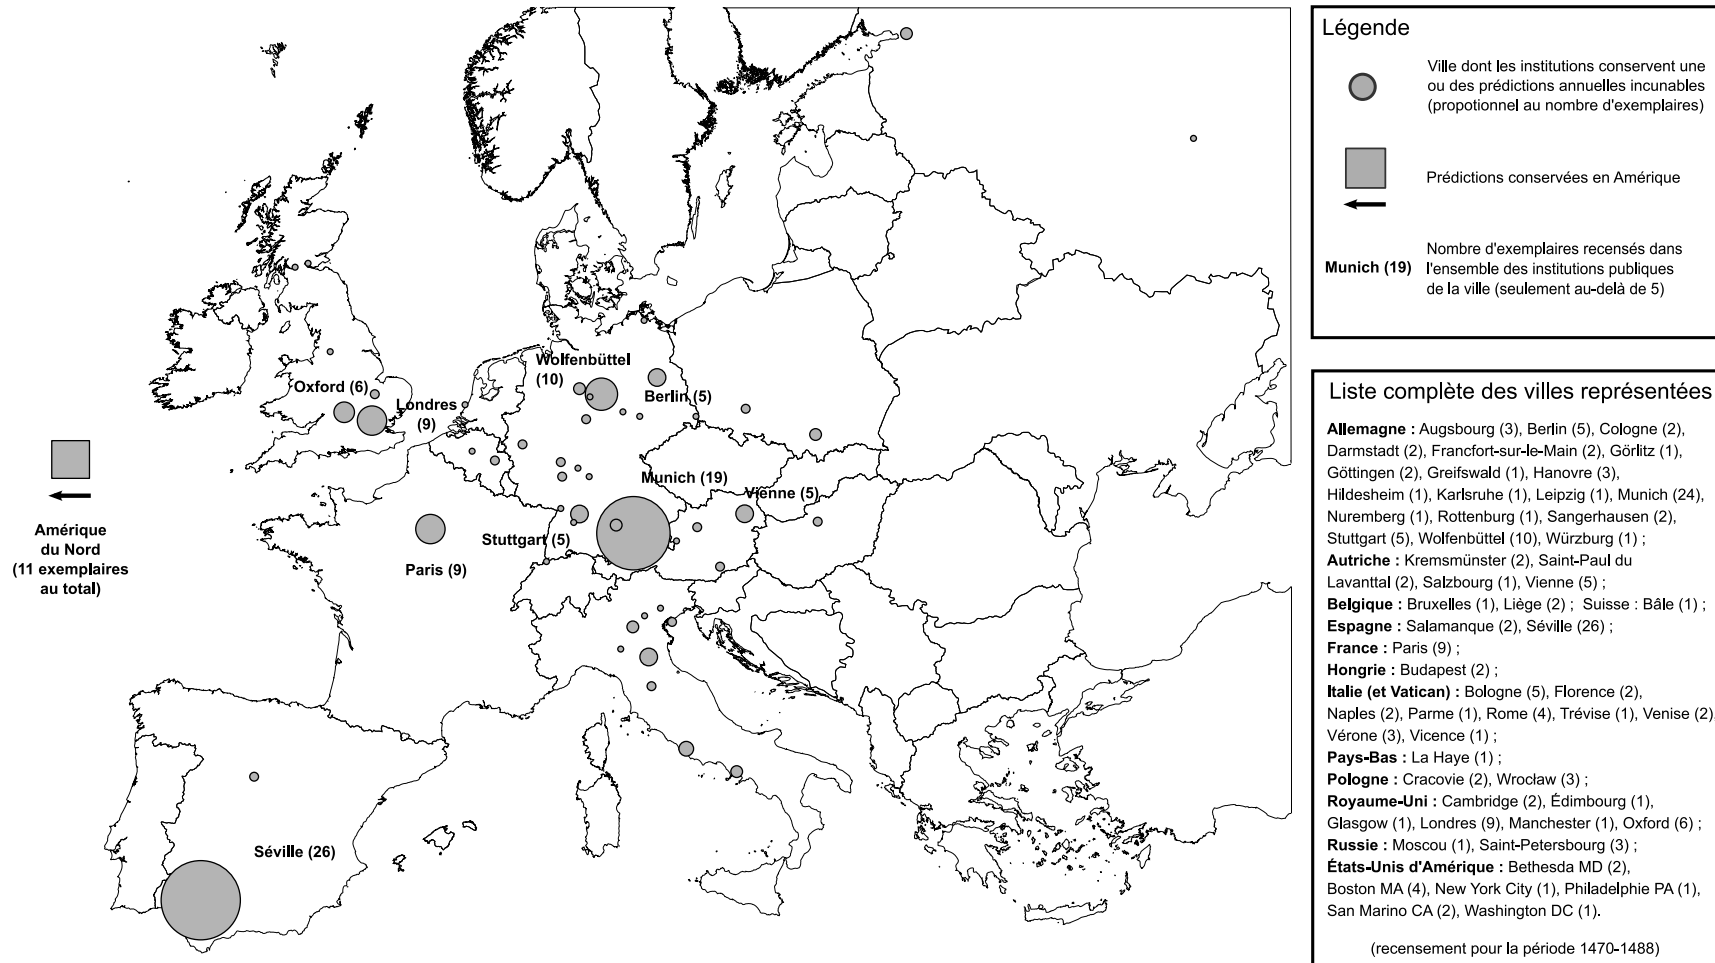 Wolfenbüttel
(10)
Berlin (5)
Oxford (6)
Londres
(9)
Munich (19)
Vienne (5)
Stuttgart (5)
Paris (9)
Amérique
du Nord
(11 exemplaires
au total)
Séville (26)
Légende
Ville dont les institutions conservent une
ou des prédictions annuelles incunables
(propotionnel au nombre d'exemplaires)
Prédictions conservées en Amérique
Munich (19)
Nombre d'exemplaires recensés dans
l'ensemble des institutions publiques
de la ville (seulement au-delà de 5)
Liste complète des villes représentées
Allemagne : Augsbourg (3), Berlin (5), Cologne (2),
Darmstadt (2), Francfort-sur-le-Main (2), Görlitz (1),
Göttingen (2), Greifswald (1), Hanovre (3),
Hildesheim (1), Karlsruhe (1), Leipzig (1), Munich (24),
Nuremberg (1), Rottenburg (1), Sangerhausen (2),
Stuttgart (5), Wolfenbüttel (10), Würzburg (1) ;
Autriche : Kremsmünster (2), Saint-Paul du
Lavanttal (2), Salzbourg (1), Vienne (5) ;
Belgique : Bruxelles (1), Liège (2) ; Suisse : Bâle (1) ;
Espagne : Salamanque (2), Séville (26) ;
France : Paris (9) ;
Hongrie : Budapest (2) ;
Italie (et Vatican) : Bologne (5), Florence (2),
Naples (2), Parme (1), Rome (4), Trévise (1), Venise (2),
Vérone (3), Vicence (1) ;
Pays-Bas : La Haye (1) ;
Pologne : Cracovie (2), Wrocław (3) ;
Royaume-Uni : Cambridge (2), Édimbourg (1),
Glasgow (1), Londres (9), Manchester (1), Oxford (6) ;
Russie : Moscou (1), Saint-Petersbourg (3) ;
États-Unis d'Amérique : Bethesda MD (2),
Boston MA (4), New York City (1), Philadelphie PA (1),
San Marino CA (2), Washington DC (1).
(recensement pour la période 1470-1488)